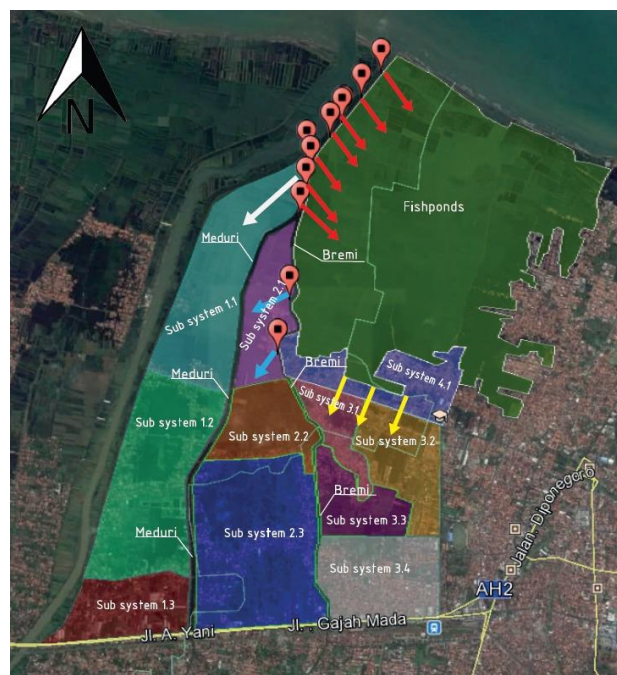 N
Fishponds
Meduri
Bremi
Sub system 1.1
Sub system 2.1
Bremi
Sub system 4.1
Meduri
Sub system 3.1
Sub system 1.2
Sub system 2.2
Sub system 3.2
Jalan. Diponegoro
Bremi
Meduri
Sub system 2.3
Sub system 3.3
Sub system 3.4
AH2
Sub system 1.3
Jl. A. Yani
Jl. . Gajah Mada